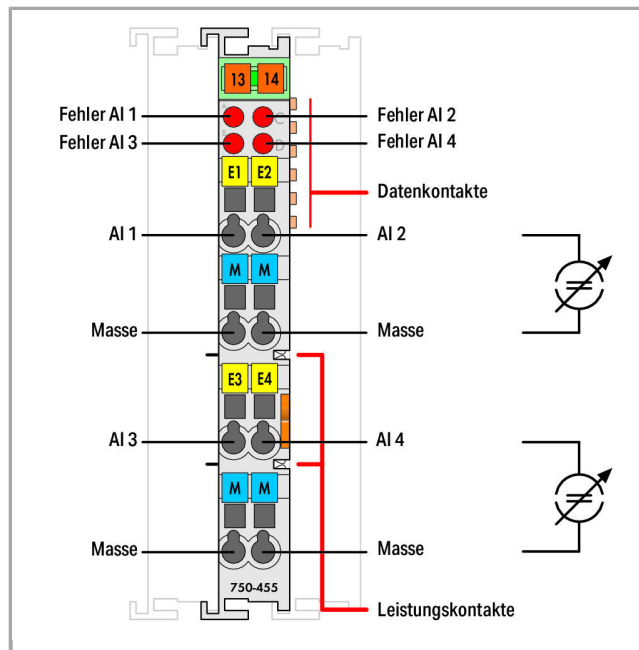 13 14
A C
Fehler AI 1 Fehler AI 2
Fehler AI 3 Fehler AI 4
D
E1 E2
Datenkontakte
AI 1 AI 2
M M
Masse Masse
E3 E4
AI 3 AI 4
M M
Masse Masse
750-455
Leistungskontakte